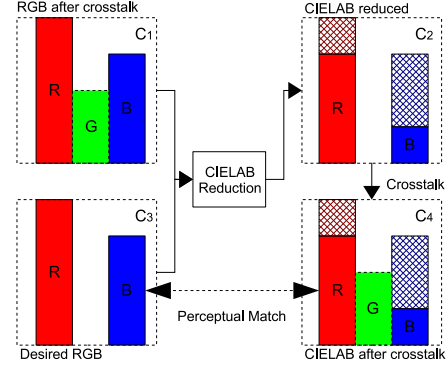 RGB after crosstalk
C1
R
G
B
CIELAB reduced
C2
R
B
CIELAB
Reduction
Crosstalk
C3
R
B
Desired RGB
Perceptual Match
C4
R
G
B
CIELAB after crosstalk